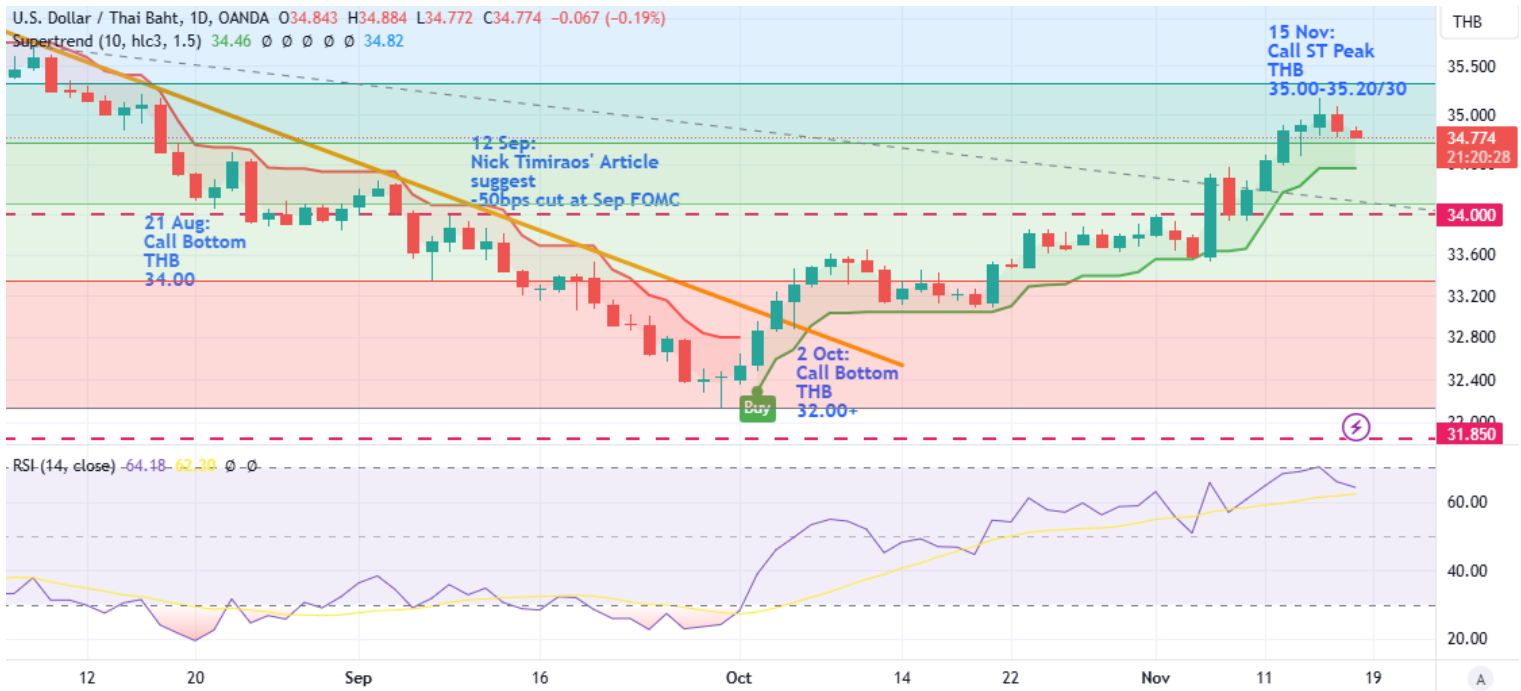 U.S. Dollar / Thai Baht, 1D, OANDA O34.843 H34.884 L34.772 C34.774 −0.067 (−0.19%)
THB
Supertrend (10, hlc3, 1.5) 34.46 Ø Ø Ø Ø Ø 34.82
15 Nov:
Call ST Peak
THB
35.00-35.20/30
35.500
35.000
34.774
21:20:28
12 Sep:
Nick Timiraos' Article
suggest
-50bps cut at Sep FOMC
21 Aug:
Call Bottom
THB
34.00
34.000
33.600
33.200
32.800
32.400
2 Oct:
Call Bottom
THB
32.00+
Buy
32.000
31.850
RSI (14, close) 64.18 62.30 Ø Ø
60.00
40.00
20.00
12 20 Sep 16 Oct 14 22 Nov 11 19
A